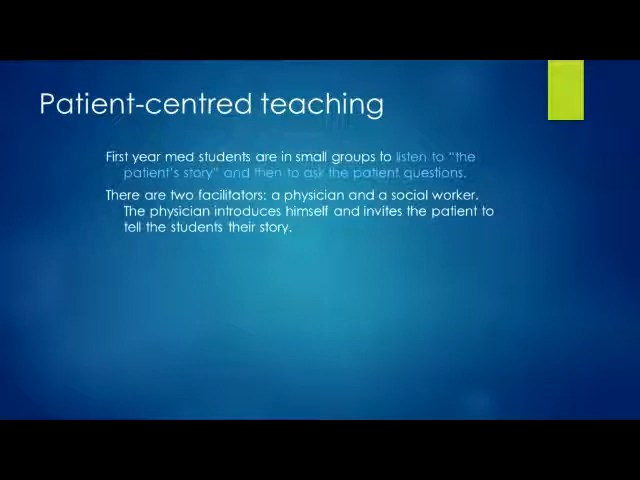 Patient-centred teaching
First year med students are in small groups to listen to “the
patient’s story” and then to ask the patient questions.
There are two facilitators: a physician and a social worker.
The physician introduces himself and invites the patient to
tell the students their story.